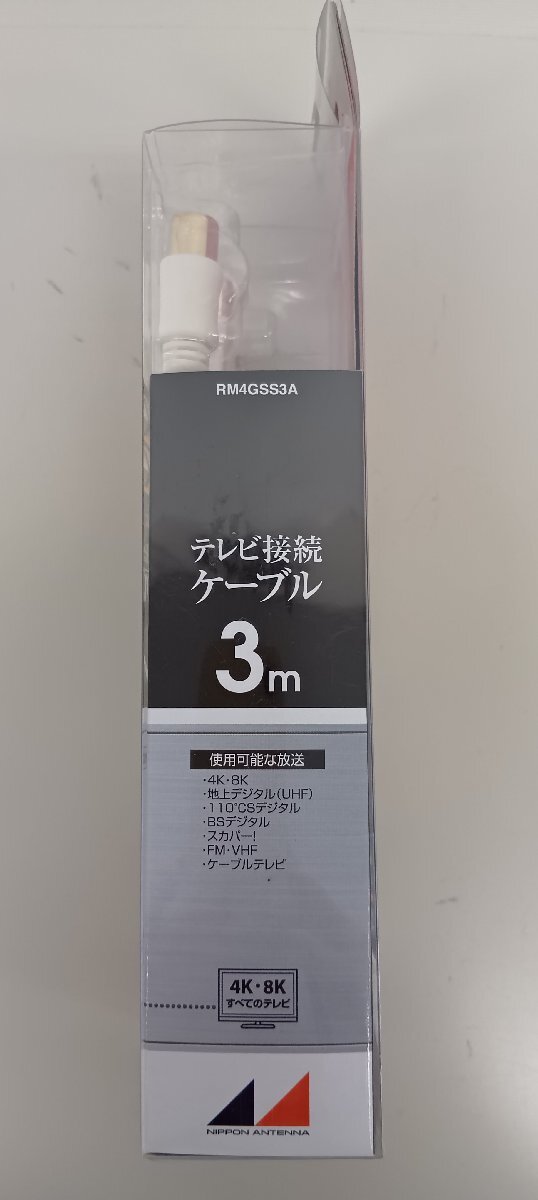 RM4GSS3A
テレビ接続
ケーブル
3m
使用可能な放送
・4K・8K
・地上デジタル(UHF)
・110°CSデジタル
・BSデジタル
・スカパー!
・FM・VHF
・ケーブルテレビ
4K・8K
すべてのテレビ
NIPPON ANTENNA